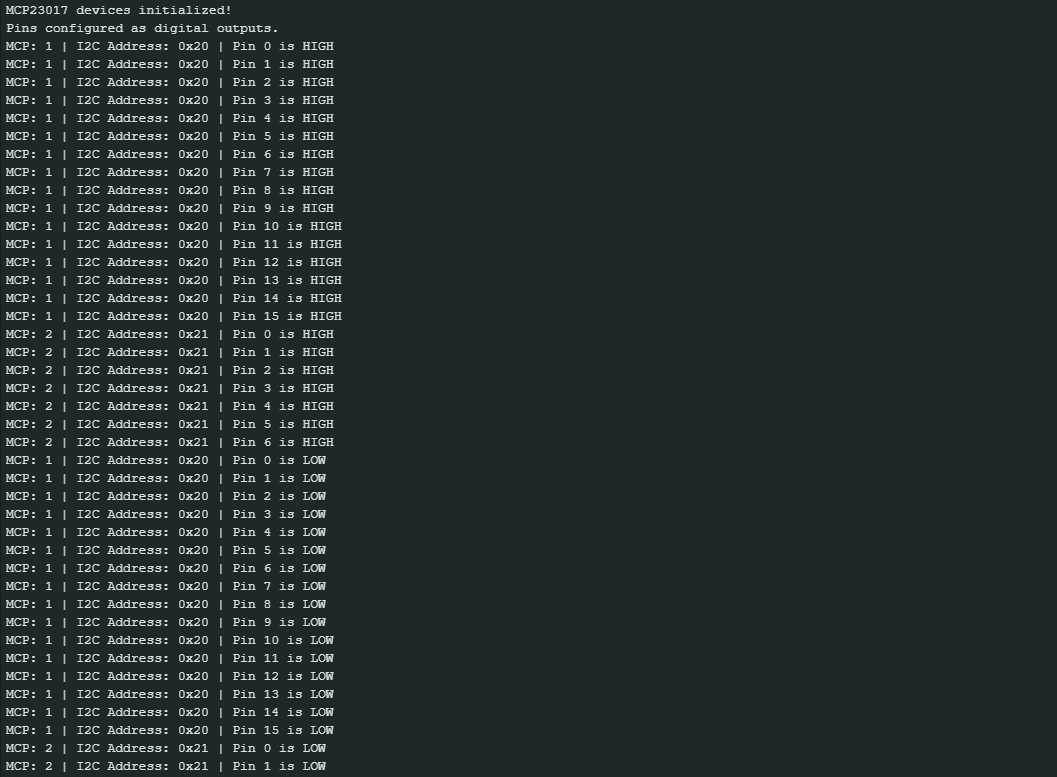 MCP23017 devices initialized!
Pins configured as digital outputs.
MCP: 1 | I2C Address: 0x20 | Pin 0 is HIGH
MCP: 1 | I2C Address: 0x20 | Pin 1 is HIGH
MCP: 1 | I2C Address: 0x20 | Pin 2 is HIGH
MCP: 1 | I2C Address: 0x20 | Pin 3 is HIGH
MCP: 1 | I2C Address: 0x20 | Pin 4 is HIGH
MCP: 1 | I2C Address: 0x20 | Pin 5 is HIGH
MCP: 1 | I2C Address: 0x20 | Pin 6 is HIGH
MCP: 1 | I2C Address: 0x20 | Pin 7 is HIGH
MCP: 1 | I2C Address: 0x20 | Pin 8 is HIGH
MCP: 1 | I2C Address: 0x20 | Pin 9 is HIGH
MCP: 1 | I2C Address: 0x20 | Pin 10 is HIGH
MCP: 1 | I2C Address: 0x20 | Pin 11 is HIGH
MCP: 1 | I2C Address: 0x20 | Pin 12 is HIGH
MCP: 1 | I2C Address: 0x20 | Pin 13 is HIGH
MCP: 1 | I2C Address: 0x20 | Pin 14 is HIGH
MCP: 1 | I2C Address: 0x20 | Pin 15 is HIGH
MCP: 2 | I2C Address: 0x21 | Pin 0 is HIGH
MCP: 2 | I2C Address: 0x21 | Pin 1 is HIGH
MCP: 2 | I2C Address: 0x21 | Pin 2 is HIGH
MCP: 2 | I2C Address: 0x21 | Pin 3 is HIGH
MCP: 2 | I2C Address: 0x21 | Pin 4 is HIGH
MCP: 2 | I2C Address: 0x21 | Pin 5 is HIGH
MCP: 2 | I2C Address: 0x21 | Pin 6 is HIGH
MCP: 1 | I2C Address: 0x20 | Pin 0 is LOW
MCP: 1 | I2C Address: 0x20 | Pin 1 is LOW
MCP: 1 | I2C Address: 0x20 | Pin 2 is LOW
MCP: 1 | I2C Address: 0x20 | Pin 3 is LOW
MCP: 1 | I2C Address: 0x20 | Pin 4 is LOW
MCP: 1 | I2C Address: 0x20 | Pin 5 is LOW
MCP: 1 | I2C Address: 0x20 | Pin 6 is LOW
MCP: 1 | I2C Address: 0x20 | Pin 7 is LOW
MCP: 1 | I2C Address: 0x20 | Pin 8 is LOW
MCP: 1 | I2C Address: 0x20 | Pin 9 is LOW
MCP: 1 | I2C Address: 0x20 | Pin 10 is LOW
MCP: 1 | I2C Address: 0x20 | Pin 11 is LOW
MCP: 1 | I2C Address: 0x20 | Pin 12 is LOW
MCP: 1 | I2C Address: 0x20 | Pin 13 is LOW
MCP: 1 | I2C Address: 0x20 | Pin 14 is LOW
MCP: 1 | I2C Address: 0x20 | Pin 15 is LOW
MCP: 2 | I2C Address: 0x21 | Pin 0 is LOW
MCP: 2 | I2C Address: 0x21 | Pin 1 is LOW